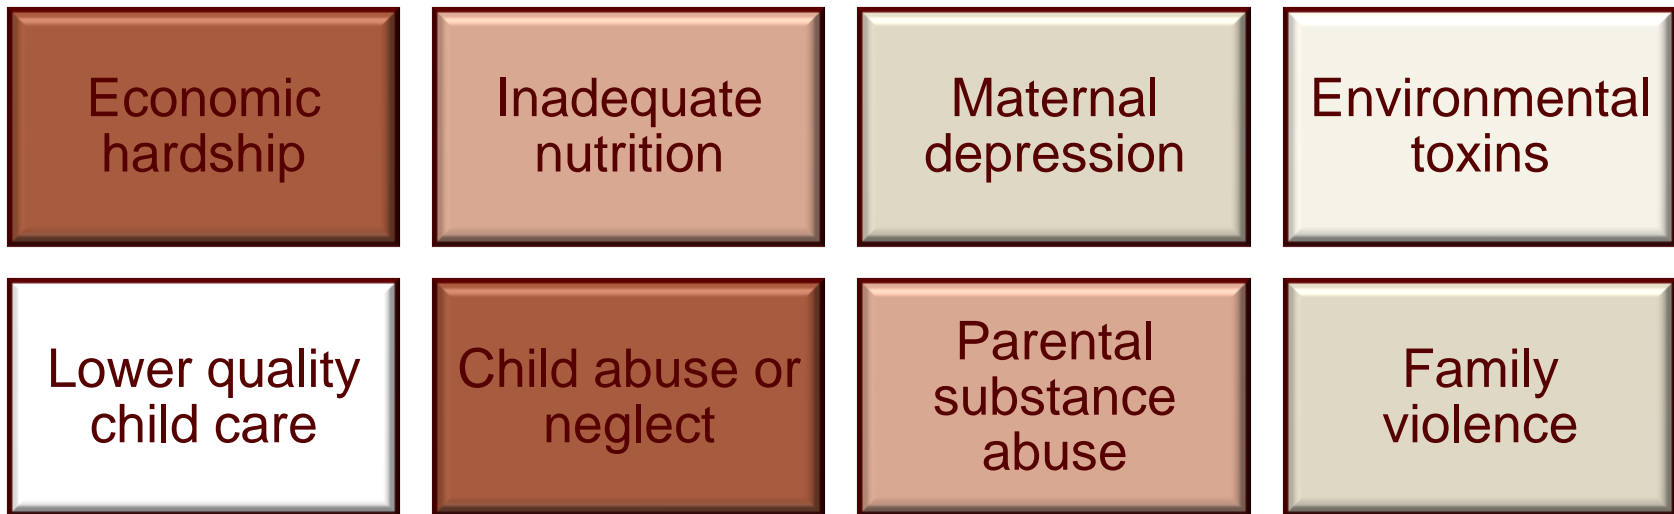 Economic
hardship
Inadequate
nutrition
Maternal
depression
Environmental
toxins
Lower quality
child care
Child abuse or
neglect
Parental
substance
abuse
Family
violence